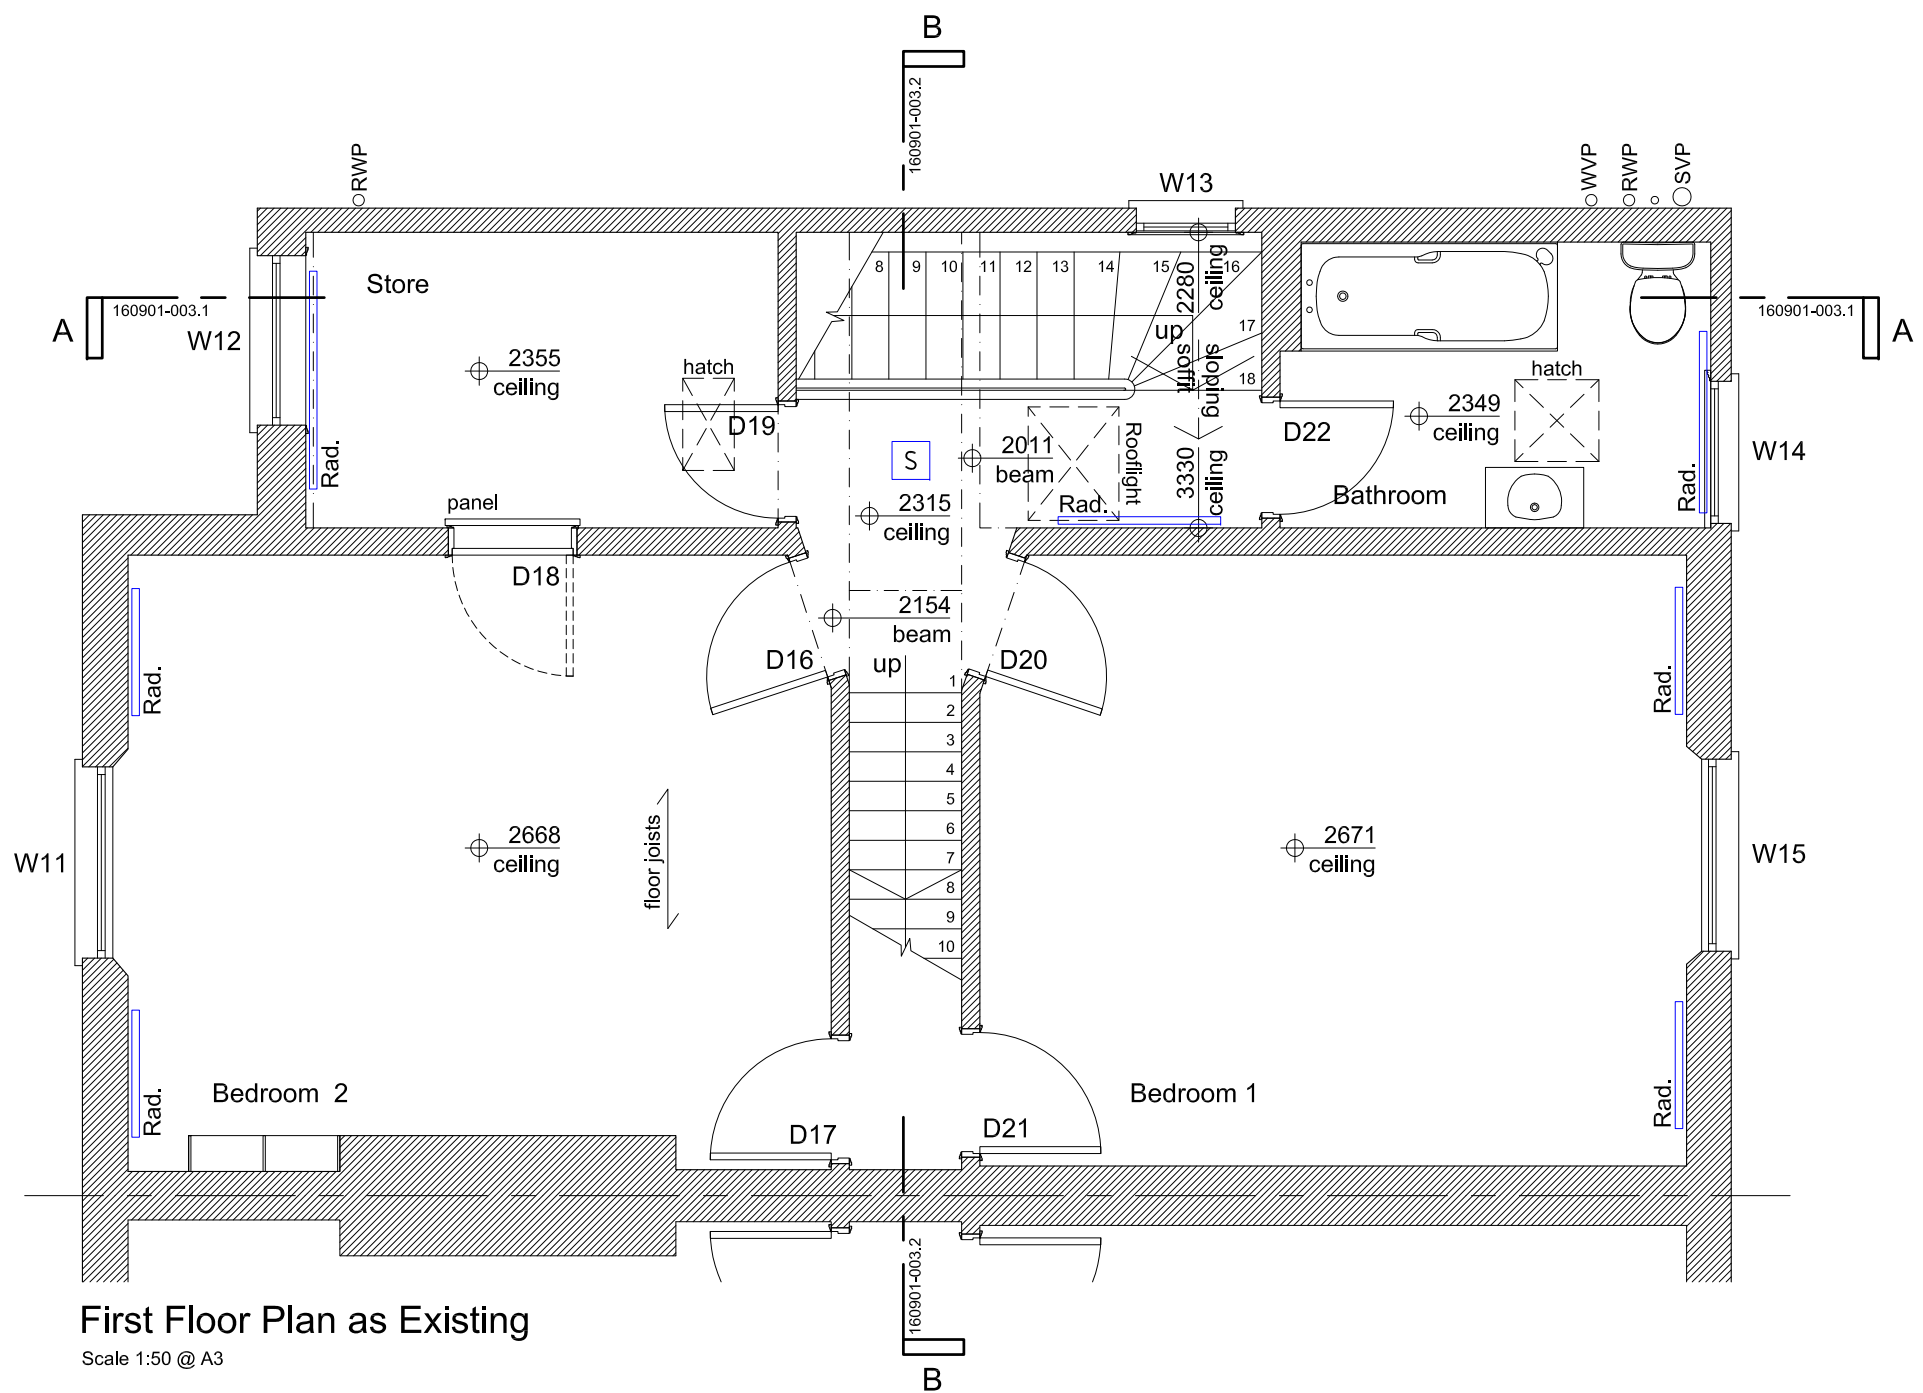 B
160901-003.2
RWP
W13
WVP
RWP
SVP
Store
8 9 10 11 12 13 14 15 16
2280
ceiling
A
160901-003.1
W12
160901-003.1
A
up
17
18
sloping
soffit
2355
ceiling
hatch
hatch
D19
2349
ceiling
D22
W14
S
2011
beam
Rooflight
3330
ceiling
Rad.
Rad.
Rad.
Bathroom
panel
2315
ceiling
D18
2154
beam
D16
up
D20
Rad.
Rad.
1
2
3
4
5
6
7
8
9
10
2668
ceiling
floor joists
2671
ceiling
W11
W15
Bedroom 2
Bedroom 1
Rad.
Rad.
D17
D21
160901-003.2
First Floor Plan as Existing
Scale 1:50 @ A3
B